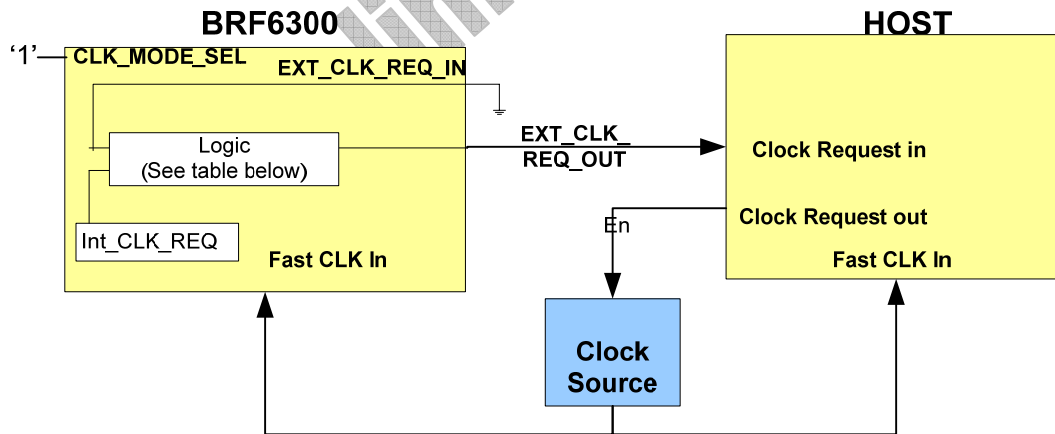 BRF6300
HOST
‘1’
CLK_MODE_SEL
EXT_CLK_REQ_IN
Logic
(See table below)
Int_CLK_REQ
Fast CLK In
EXT_CLK_
REQ_OUT
Clock Request in
Clock Request out
En
Fast CLK In
Clock
Source